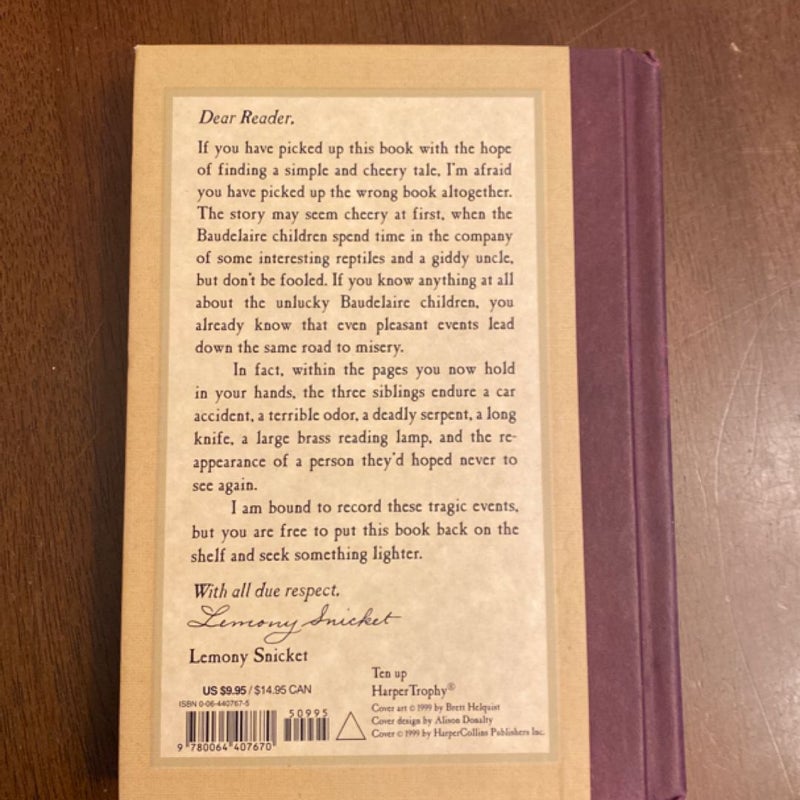 Dear Reader,
If you have picked up this book with the hope
of finding a simple and cheery tale, I'm afraid
you have picked up the wrong book altogether.
The story may seem cheery at first, when the
Baudelaire children spend time in the company
of some interesting reptiles and a giddy uncle,
but don't be fooled. If you know anything at all
about the unlucky Baudelaire children, you
already know that even pleasant events lead
down the same road to misery.
In fact, within the pages you now hold
in your hands, the three siblings endure a car
accident, a terrible odor, a deadly serpent, a long
knife, a large brass reading lamp, and the re-
appearance of a person they'd hoped never to
see again.
I am bound to record these tragic events,
but you are free to put this book back on the
shelf and seek something lighter.
With all due respect,
Lemony Snicket
Lemony Snicket
Ten up
HarperTrophy®
US $9.95 / $14.95 CAN
ISBN 0-06-440767-5
50995
9 780064 407670
Cover art © 1999 by Brett Helquist
Cover design by Alison Donalty
Cover © 1999 by HarperCollins Publishers Inc.